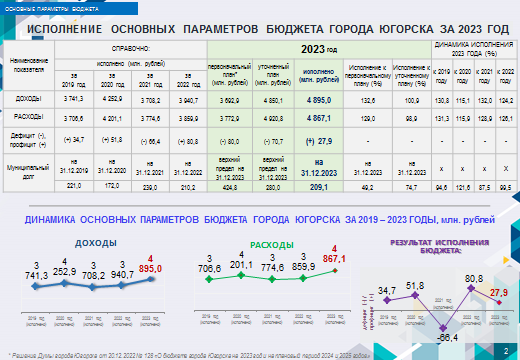 ОСНОВНЫЕ ПАРАМЕТРЫ БЮДЖЕТА
ИСПОЛНЕНИЕ ОСНОВНЫХ ПАРАМЕТРОВ БЮДЖЕТА ГОРОДА ЮГОРСКА ЗА 2023 ГОД
Наименование показателя
СПРАВОЧНО:
2023 год
ДИНАМИКА ИСПОЛНЕНИЯ 2023 ГОДА (%)
исполнено (млн. рублей)
первоначальный план* (млн. рублей)
уточненный план (млн. рублей)
исполнено (млн. рублей)
Исполнение к первоначальному плану (%)
Исполнение к уточненному плану (%)
к 2019 году
к 2020 году
к 2021 году
к 2022 году
за 2019 год
за 2020 год
за 2021 год
за 2022 год
ДОХОДЫ 3 741,3 4 252,9 3 708,2 3 940,7 3 692,9 4 850,1 4 895,0 132,6 100,9 130,8 115,1 132,0 124,2
РАСХОДЫ 3 706,6 4 201,1 3 774,6 3 859,9 3 772,9 4 920,8 4 867,1 129,0 98,9 131,3 115,9 128,9 126,1
Дефицит (-), профицит (+) (+) 34,7 (+) 51,8 (-) 66,4 (+) 80,8 (-) 80,0 (-) 70,7 (+) 27,9 - - - - - -
Муниципальный долг
на 31.12.2019
на 31.12.2020
на 31.12.2021
на 31.12.2022
верхний предел на 31.12.2023
верхний предел на 31.12.2023
на 31.12.2023
- - х х х х
221,0 172,0 239,0 210,2 424,8 280,0 209,1 49,2 74,7 94,6 121,6 87,5 99,5
ДИНАМИКА ОСНОВНЫХ ПАРАМЕТРОВ БЮДЖЕТА ГОРОДА ЮГОРСКА ЗА 2019 – 2023 ГОДЫ, млн. рублей
ДОХОДЫ
3 741,3
4 252,9
3 708,2
3 940,7
4 895,0
2019 год (исполнено)
2020 год (исполнено)
2021 год (исполнено)
2022 год (исполнено)
2023 год (исполнено)
РАСХОДЫ
3 706,6
4 201,1
3 774,6
3 859,9
4 867,1
2019 год (исполнено)
2020 год (исполнено)
2021 год (исполнено)
2022 год (исполнено)
2023 год (исполнено)
РЕЗУЛЬТАТ ИСПОЛНЕНИЯ БЮДЖЕТА:
дефицит (-) /
профицит (+)
34,7
51,8
-66,4
80,8
27,9
2019 год (исполнено)
2020 год (исполнено)
2021 год (исполнено)
2022 год (исполнено)
2023 год (исполнено)
* Решение Думы города Югорска от 20.12.2022 № 126 «О бюджете города Югорска на 2023 год и на плановый период 2024 и 2025 годов»
2